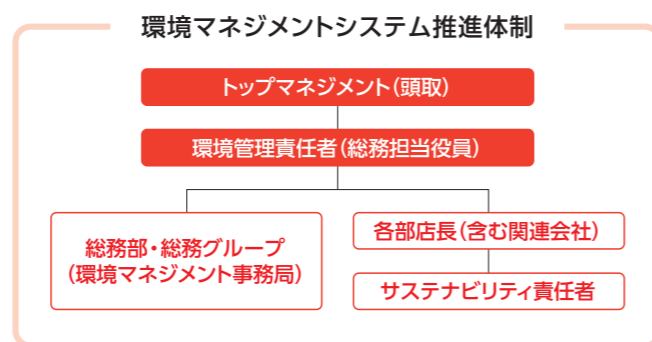 環境マネジメントシステム推進体制
トップマネジメント(頭取)
環境管理責任者(総務担当役員)
総務部・総務グループ
(環境マネジメント事務局)
各部店長(含む関連会社)
サステナビリティ責任者